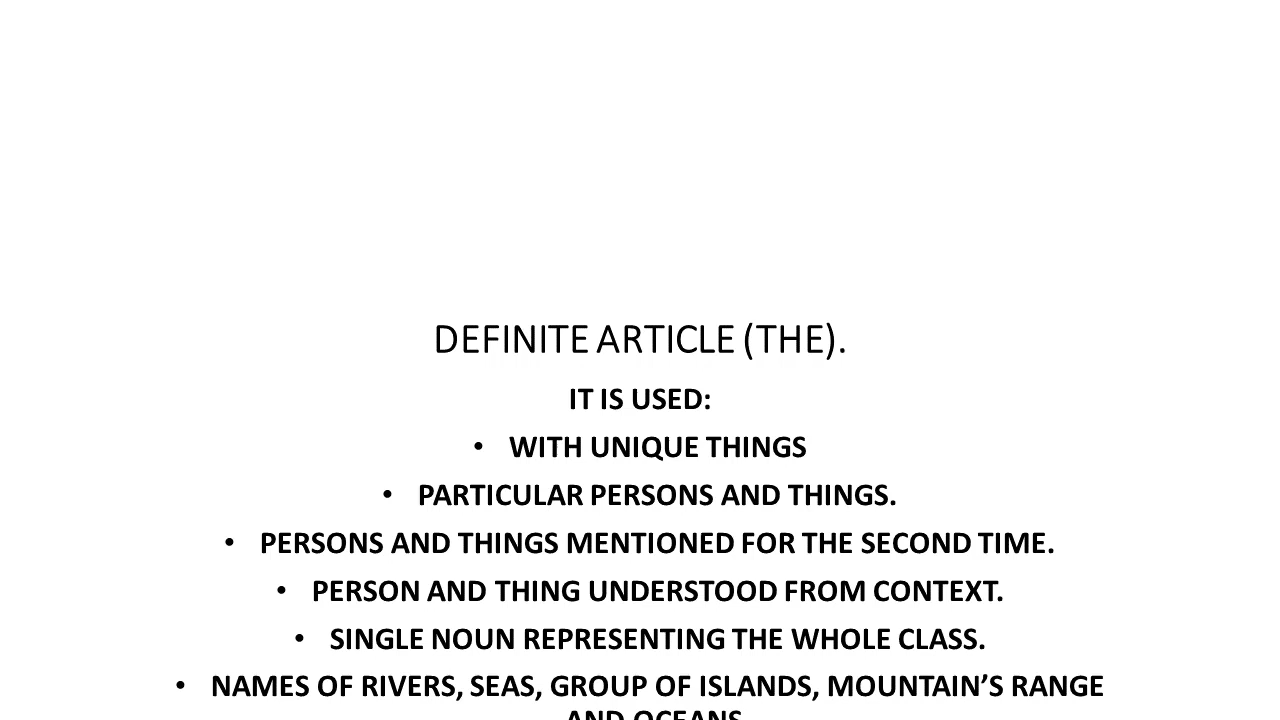 DEFINITE ARTICLE (THE).
IT IS USED:
• WITH UNIQUE THINGS
• PARTICULAR PERSONS AND THINGS.
• PERSONS AND THINGS MENTIONED FOR THE SECOND TIME.
• PERSON AND THING UNDERSTOOD FROM CONTEXT.
• SINGLE NOUN REPRESENTING THE WHOLE CLASS.
• NAMES OF RIVERS, SEAS, GROUP OF ISLANDS, MOUNTAIN’S RANGE
AND OCEANS